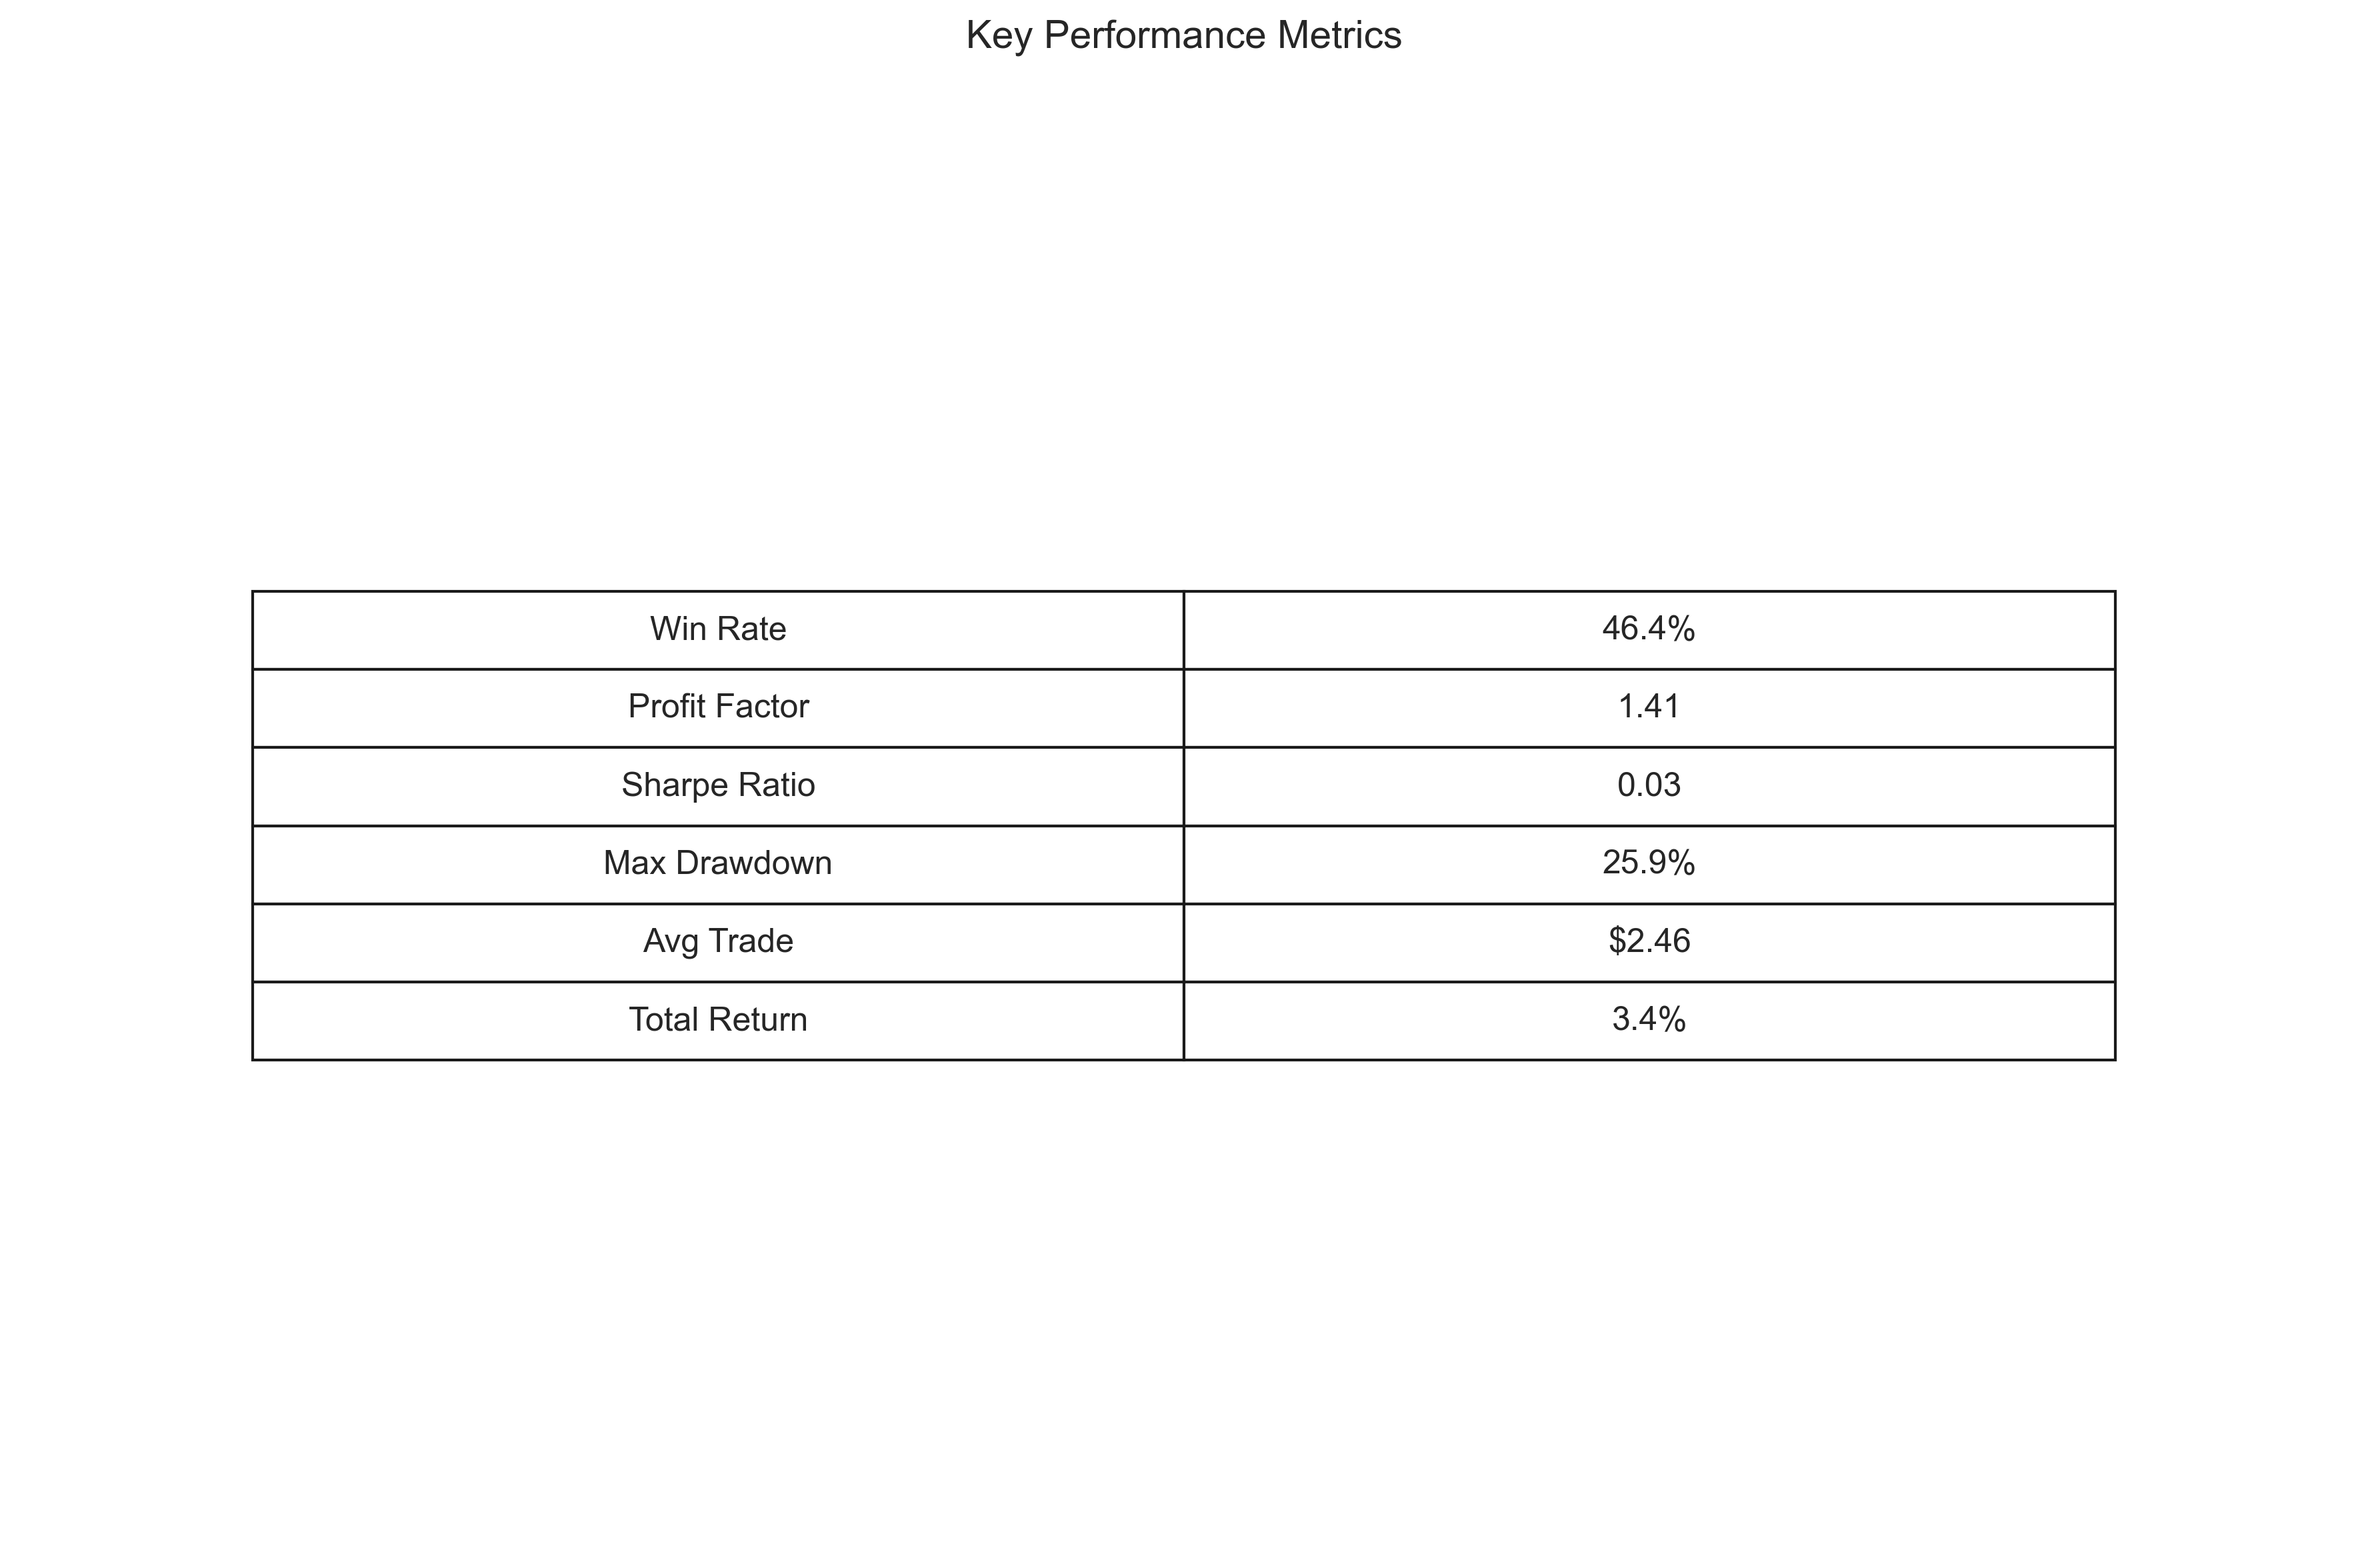 Key Performance Metrics
Win Rate 46.4%
Profit Factor 1.41
Sharpe Ratio 0.03
Max Drawdown 25.9%
Avg Trade $2.46
Total Return 3.4%